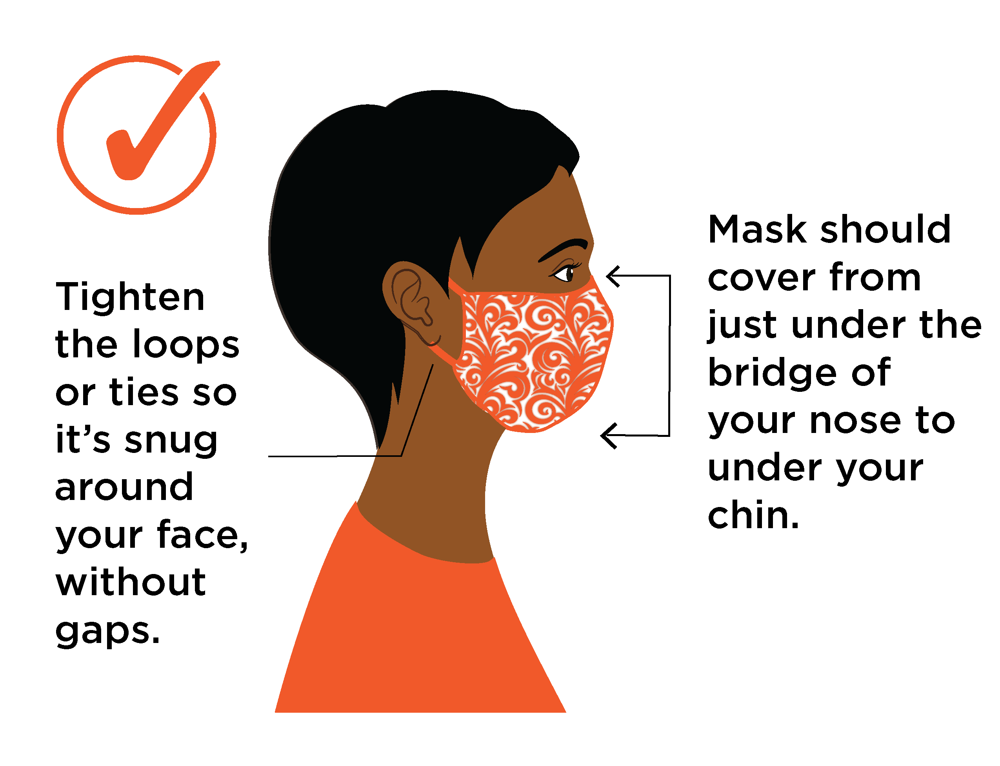 Tighten
the loops
or ties so
it’s snug
around
your face,
without
gaps.
Mask should
cover from
just under the
bridge of
your nose to
under your
chin.